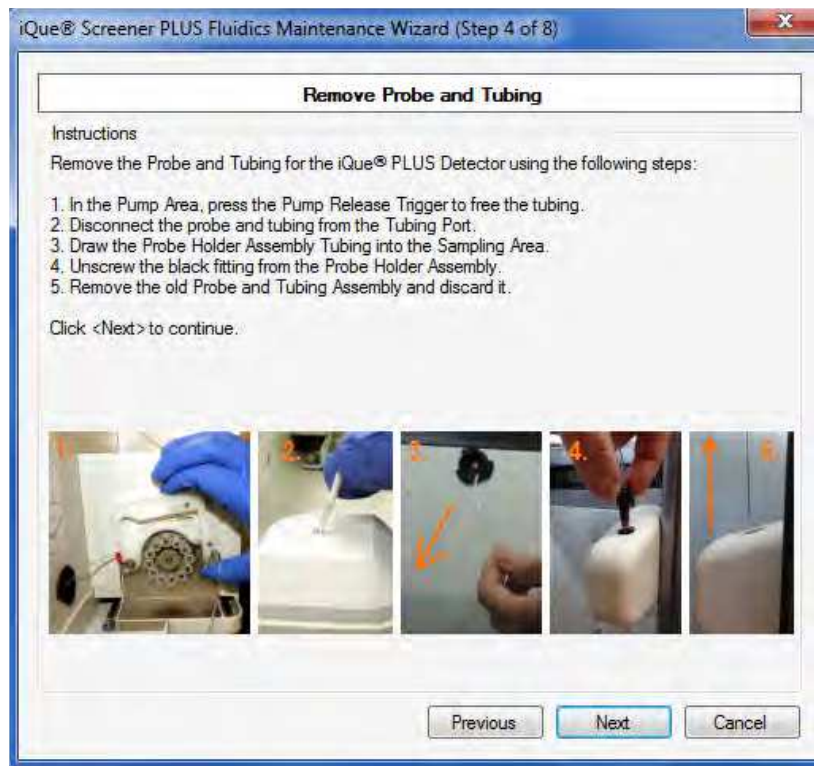 iQue® Screener PLUS Fluidics Maintenance Wizard (Step 4 of 8)
x
Remove Probe and Tubing
Instructions
Remove the Probe and Tubing for the iQue® PLUS Detector using the following steps:
1. In the Pump Area, press the Pump Release Trigger to free the tubing.
2. Disconnect the probe and tubing from the Tubing Port.
3. Draw the Probe Holder Assembly Tubing into the Sampling Area.
4. Unscrew the black fitting from the Probe Holder Assembly.
5. Remove the old Probe and Tubing Assembly and discard it.
Click <Next> to continue.
1. 2. 3. 4. 5.
Previous Next Cancel